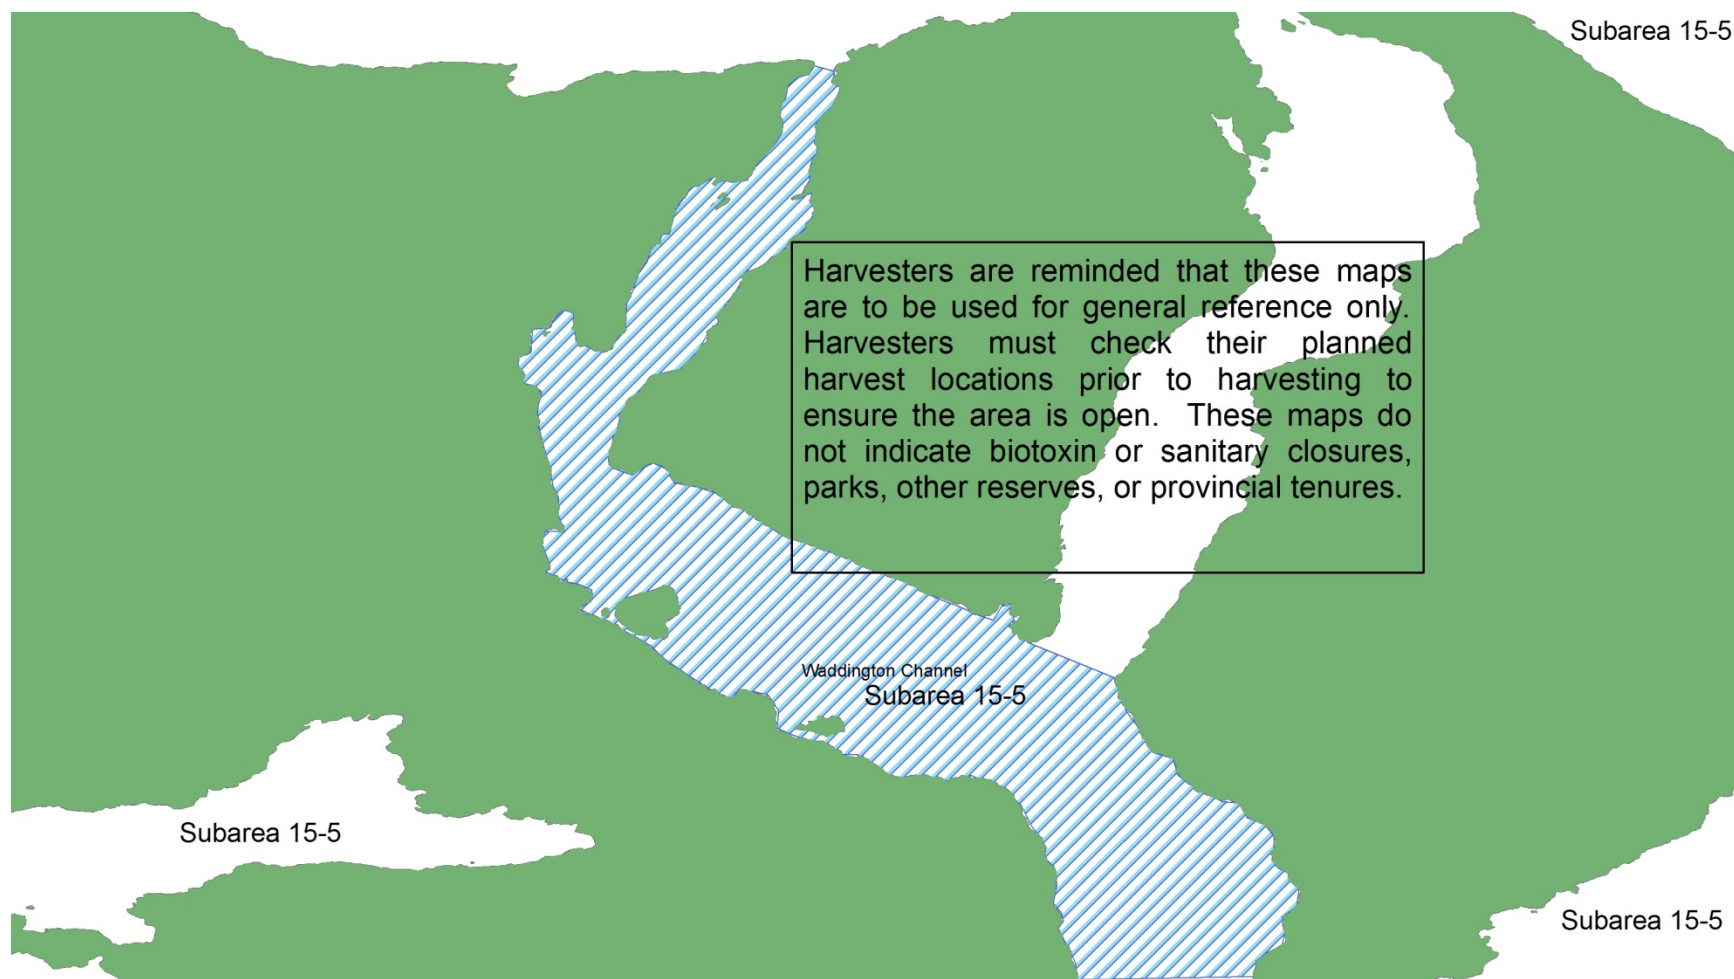 Subarea 15-5
Harvesters are reminded that these maps
are to be used for general reference only.
Harvesters must check their planned
harvest locations prior to harvesting to
ensure the area is open. These maps do
not indicate biotoxin or sanitary closures,
parks, other reserves, or provincial tenures.
Waddington Channel
Subarea 15-5
Subarea 15-5
Subarea 15-5